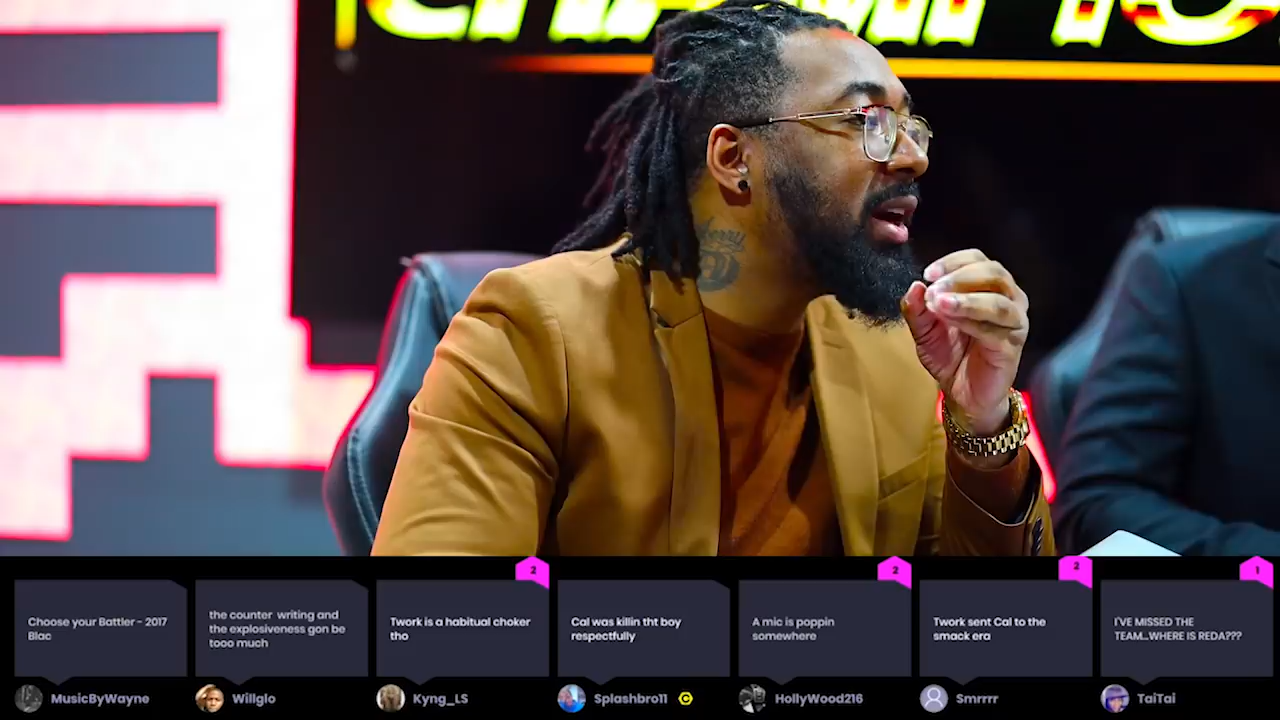 Choose your Battler - 2017
Blac
the counter writing and
the explosiveness gon be
tooo much
2
Twork is a habitual choker
tho
Cal was killin tht boy
respectfully
2
A mic is poppin
somewhere
2
Twork sent Cal to the
smack era
1
I'VE MISSED THE
TEAM...WHERE IS REDA???
MusicByWayne
Willglo
Kyng_LS
Splashbro11
HollyWood216
Smrrrr
TaiTai